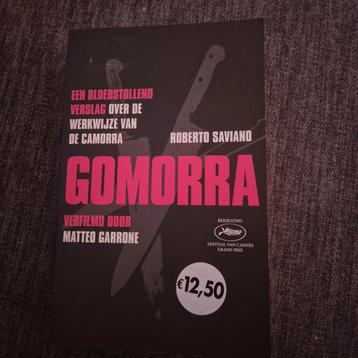 EEN BLOEDSTOLLEND
VERSLAG OVER DE
WERKWIJZE VAN
DE CAMORRA
ROBERTO SAVIANO
GOMORRA
VERFILMD DOOR
MATTEO GARRONE
BEKROOND
FESTIVAL VAN CANNES
GRAND PRIX
€12,50